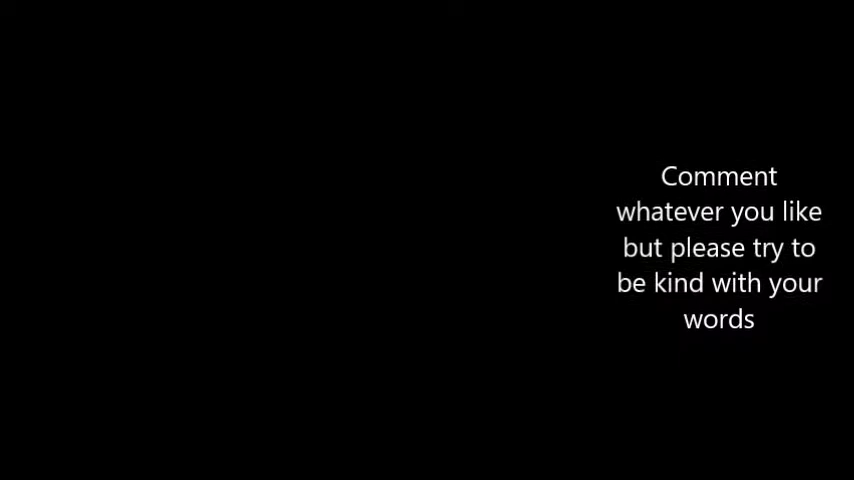 Comment
whatever you like
but please try to
be kind with your
words